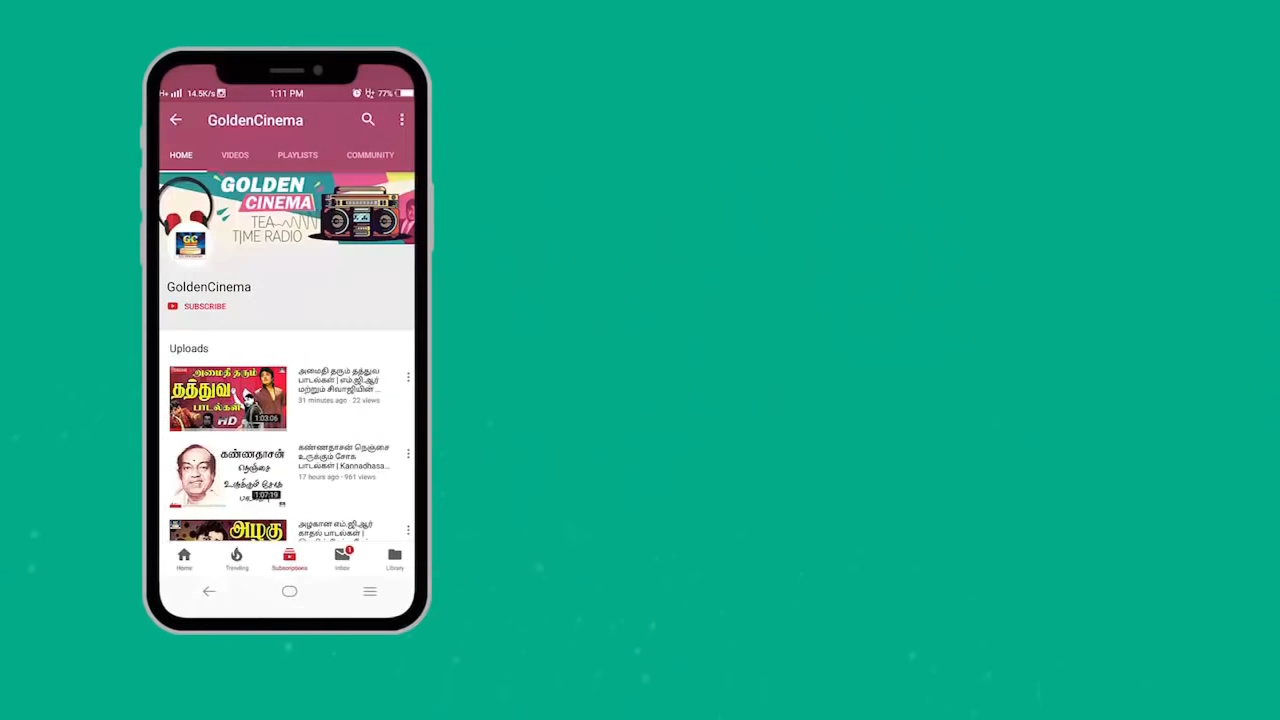 H+ 14.5K/s 1:11 PM 77%
GoldenCinema
HOME VIDEOS PLAYLISTS COMMUNITY
GOLDEN
CINEMA
TEA
TIME RADIO
GC
GoldenCinema
SUBSCRIBE
Uploads
அமைதி தரும்
தத்துவ
பாடல்கள்
HD
1:03:06
அமைதி தரும் தத்துவ
பாடல்கள் | எம்.ஜி.ஆர்
மற்றும் சிவாஜியின் ...
31 minutes ago · 22 views
கண்ணதாசன்
நெஞ்சை
உருக்கும் சோக
1:07:19
கண்ணதாசன் நெஞ்சை
உருக்கும் சோக
பாடல்கள் | Kannadhasa...
17 hours ago · 961 views
அழகு
அழகான எம்.ஜி.ஆர்
காதல் பாடல்கள் |
Home Trending Subscriptions Inbox 1 Library